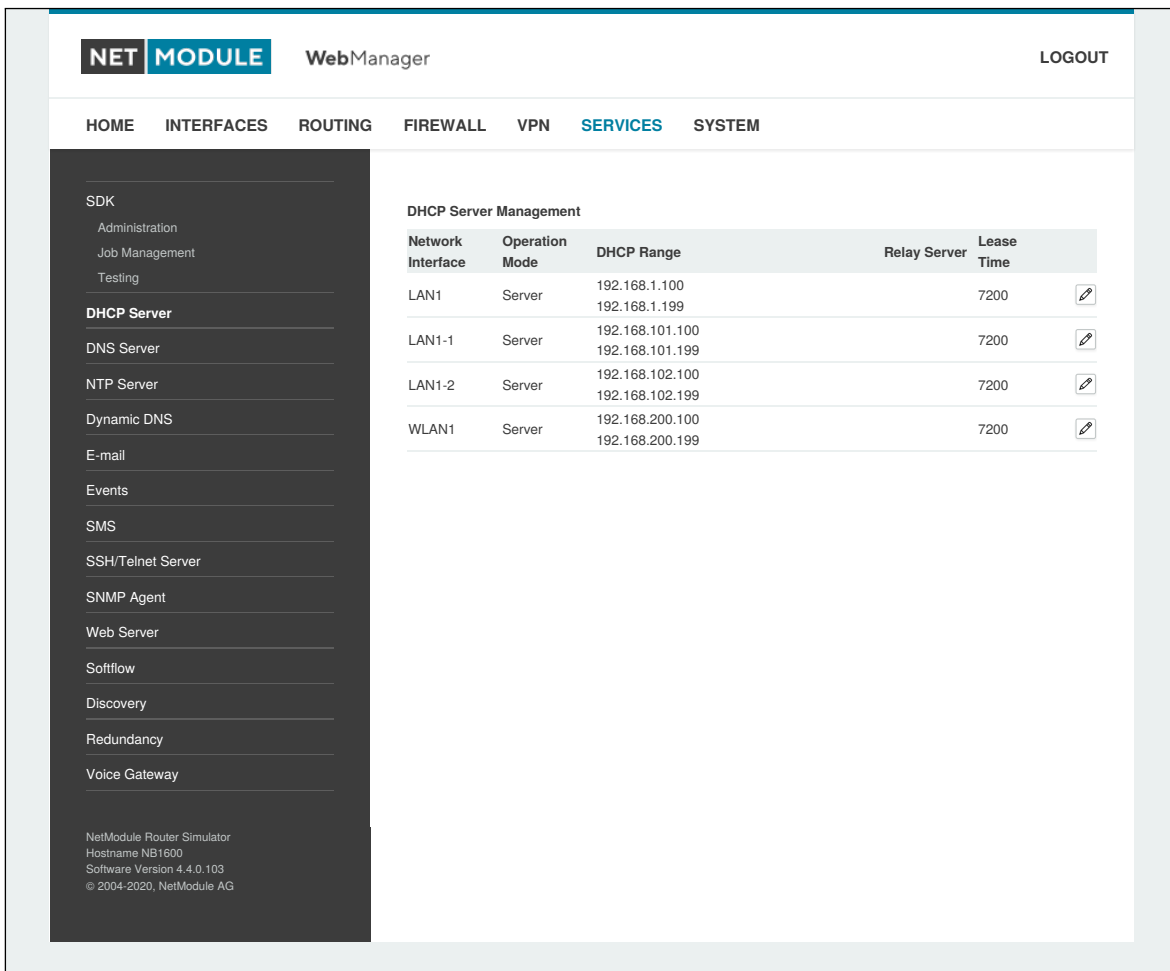 NET MODULE WebManager LOGOUT
HOME INTERFACES ROUTING FIREWALL VPN SERVICES SYSTEM
SDK
Administration
Job Management
Testing
DHCP Server
DNS Server
NTP Server
Dynamic DNS
E-mail
Events
SMS
SSH/Telnet Server
SNMP Agent
Web Server
Softflow
Discovery
Redundancy
Voice Gateway
NetModule Router Simulator
Hostname NB1600
Software Version 4.4.0.103
© 2004-2020, NetModule AG
DHCP Server Management
Network Interface Operation Mode DHCP Range Relay Server Lease Time
LAN1 Server 192.168.1.100 7200
192.168.1.199
LAN1-1 Server 192.168.101.100 7200
192.168.101.199
LAN1-2 Server 192.168.102.100 7200
192.168.102.199
WLAN1 Server 192.168.200.100 7200
192.168.200.199